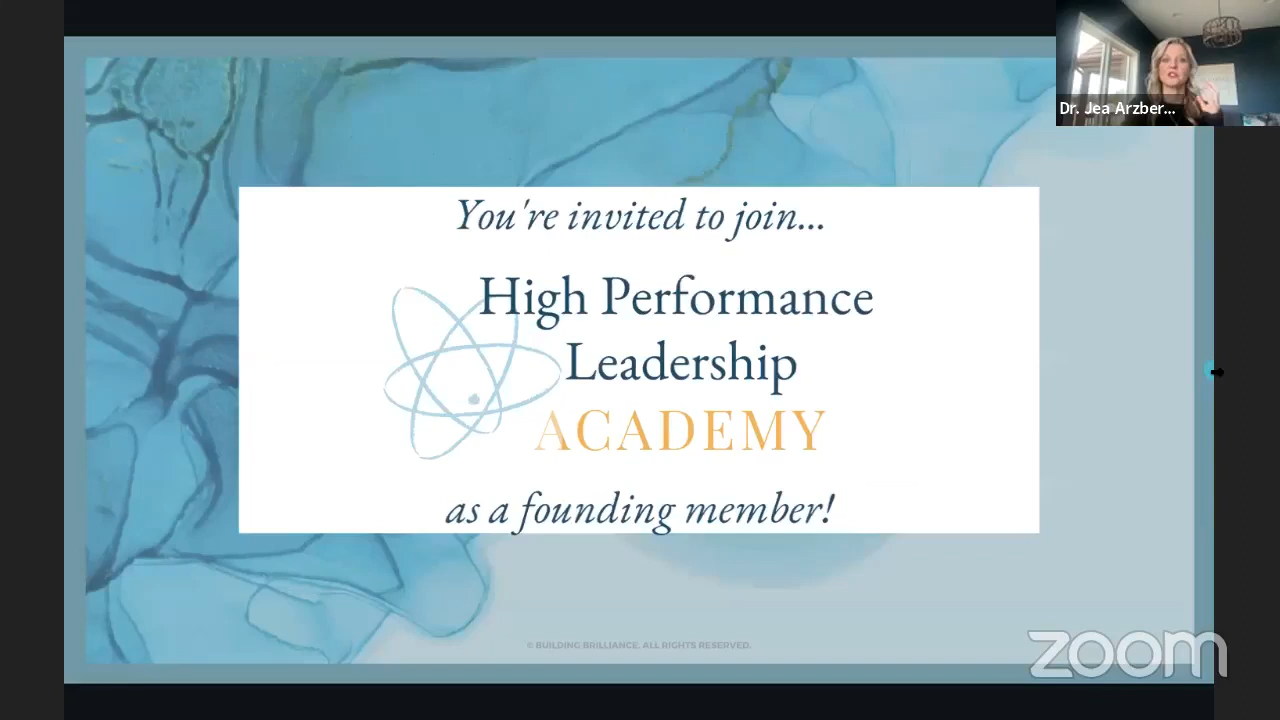 Dr. Jea Arzber...
You're invited to join...
High Performance
Leadership
ACADEMY
as a founding member!
© BUILDING BRILLIANCE. ALL RIGHTS RESERVED.
zoom